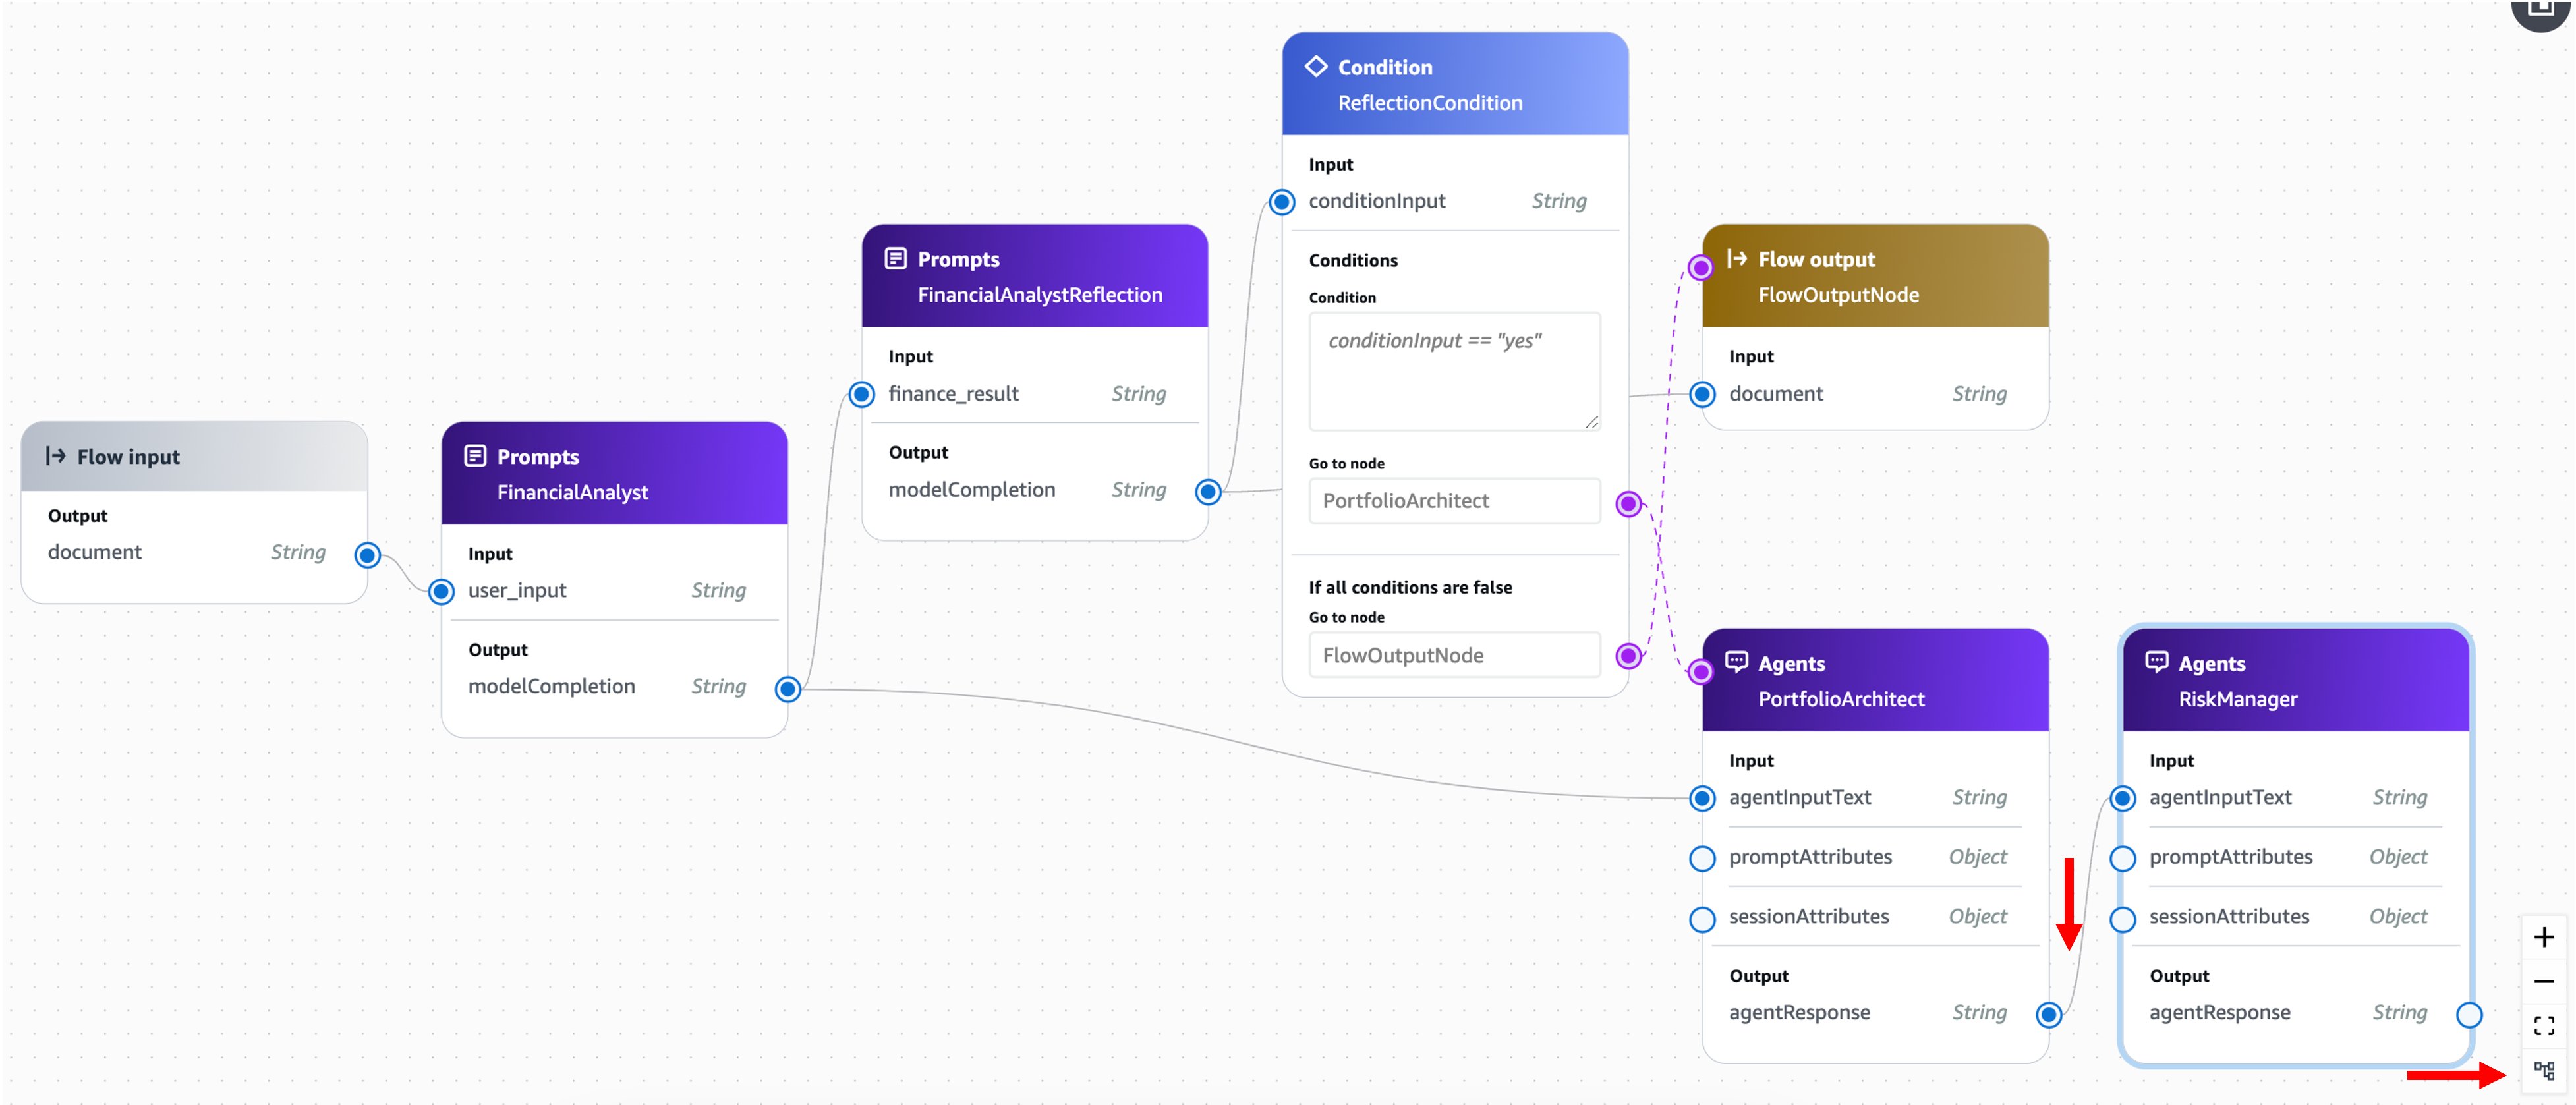 Flow input
Output
document String
Prompts
FinancialAnalyst
Input
user_input String
Output
modelCompletion String
Prompts
FinancialAnalystReflection
Input
finance_result String
Output
modelCompletion String
Condition
ReflectionCondition
Input
conditionInput String
Conditions
Condition
conditionInput == "yes"
Go to node
PortfolioArchitect
If all conditions are false
Go to node
FlowOutputNode
Flow output
FlowOutputNode
Input
document String
Agents
PortfolioArchitect
Input
agentInputText String
promptAttributes Object
sessionAttributes Object
Output
agentResponse String
Agents
RiskManager
Input
agentInputText String
promptAttributes Object
sessionAttributes Object
Output
agentResponse String